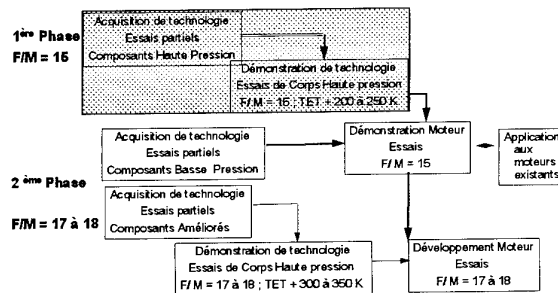 1ère Phase
F/M = 15
Acquisition de technologie
Essais partiels
Composants Haute Pression
Démonstration de technologie
Essais de Corps Haute pression
F/M = 15 ; TET + 200 à 250 K
Acquisition de technologie
Essais partiels
Composants Basse Pression
Démonstration Moteur
Essais
F/M = 15
Application
aux
moteurs
existants
2 ème Phase
F/M = 17 à 18
Acquisition de technologie
Essais partiels
Composants Améliorés
Démonstration de technologie
Essais de Corps Haute pression
F/M = 17 à 18 ; TET + 300 à 350 K
Développement Moteur
Essais
F/M = 17 à 18